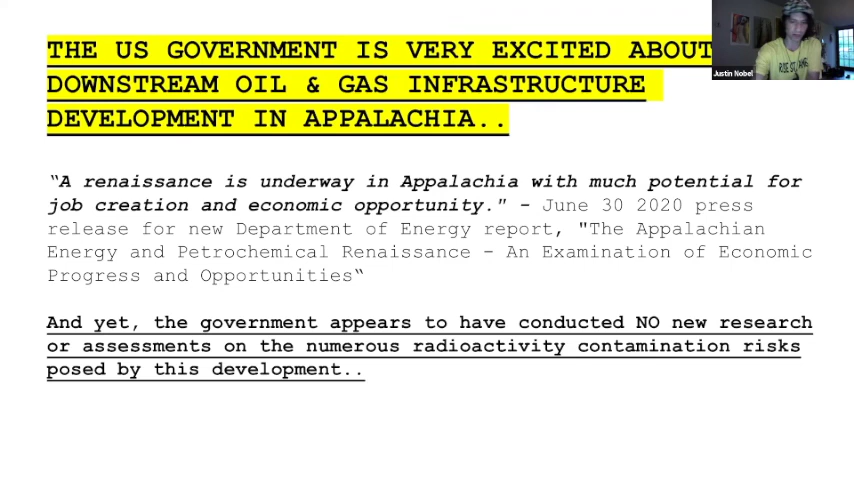 THE US GOVERNMENT IS VERY EXCITED ABOUT
DOWNSTREAM OIL & GAS INFRASTRUCTURE
DEVELOPMENT IN APPALACHIA..
“A renaissance is underway in Appalachia with much potential for
job creation and economic opportunity." - June 30 2020 press
release for new Department of Energy report, "The Appalachian
Energy and Petrochemical Renaissance – An Examination of Economic
Progress and Opportunities“
And yet, the government appears to have conducted NO new research
or assessments on the numerous radioactivity contamination risks
posed by this development..
Justin Nobel